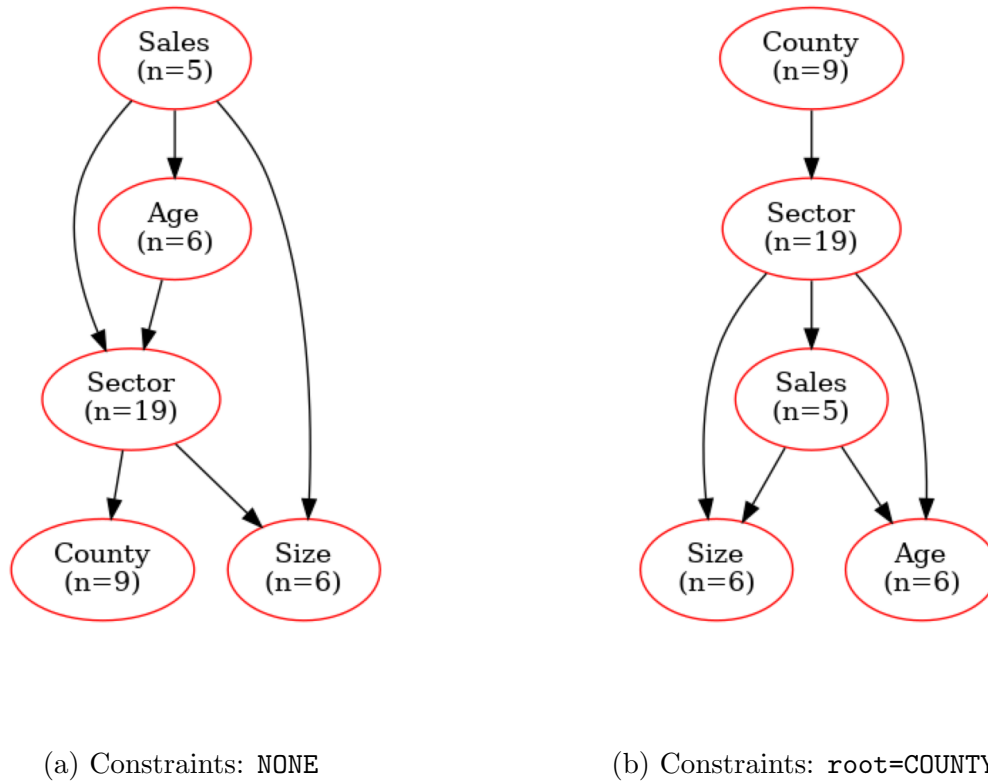 Sales
(n=5)
Age
(n=6)
Sector
(n=19)
County
(n=9)
Size
(n=6)
(a) Constraints: NONE
County
(n=9)
Sector
(n=19)
Sales
(n=5)
Size
(n=6)
Age
(n=6)
(b) Constraints: root=COUNTY